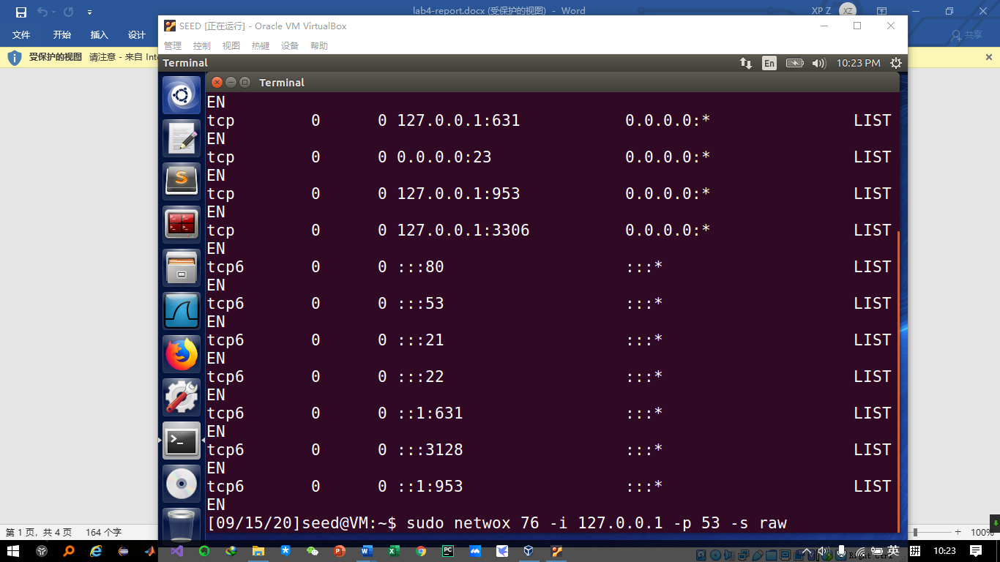 lab4-report.docx (受保护的视图) - Word
XP Z
XZ
文件
开始
插入
设计
共享
受保护的视图
请注意 - 来自 Inte
SEED [正在运行] - Oracle VM VirtualBox
管理
控制
视图
热键
设备
帮助
Terminal
En
10:23 PM
Terminal
EN
tcp 0 0 127.0.0.1:631 0.0.0.0:* LIST
EN
tcp 0 0 0.0.0.0:23 0.0.0.0:* LIST
EN
tcp 0 0 127.0.0.1:953 0.0.0.0:* LIST
EN
tcp 0 0 127.0.0.1:3306 0.0.0.0:* LIST
EN
tcp6 0 0 :::80 :::* LIST
EN
tcp6 0 0 :::53 :::* LIST
EN
tcp6 0 0 :::21 :::* LIST
EN
tcp6 0 0 :::22 :::* LIST
EN
tcp6 0 0 ::1:631 :::* LIST
EN
tcp6 0 0 :::3128 :::* LIST
EN
tcp6 0 0 ::1:953 :::* LIST
EN
[09/15/20]seed@VM:~$ sudo netwox 76 -i 127.0.0.1 -p 53 -s raw
第 1 页，共 4 页
164 个字
100%
Right Ctrl
英
拼
10:23